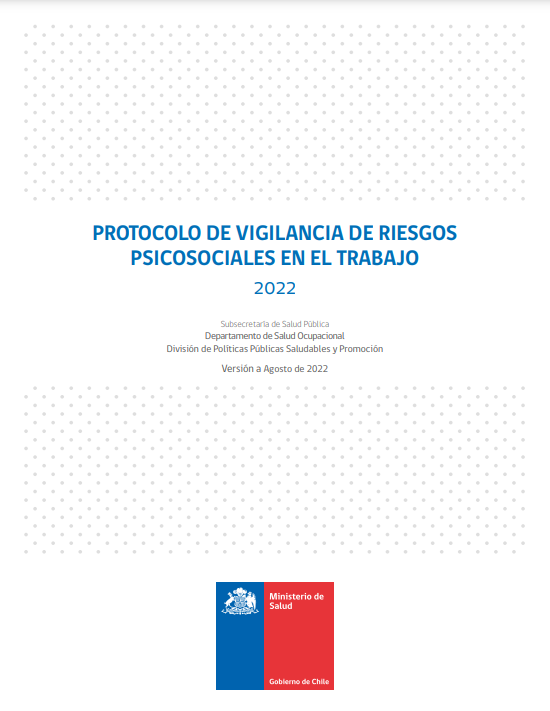 PROTOCOLO DE VIGILANCIA DE RIESGOS
PSICOSOCIALES EN EL TRABAJO
2022
Subsecretaría de Salud Pública
Departamento de Salud Ocupacional
División de Políticas Públicas Saludables y Promoción
Versión a Agosto de 2022
Ministerio de
Salud
Gobierno de Chile